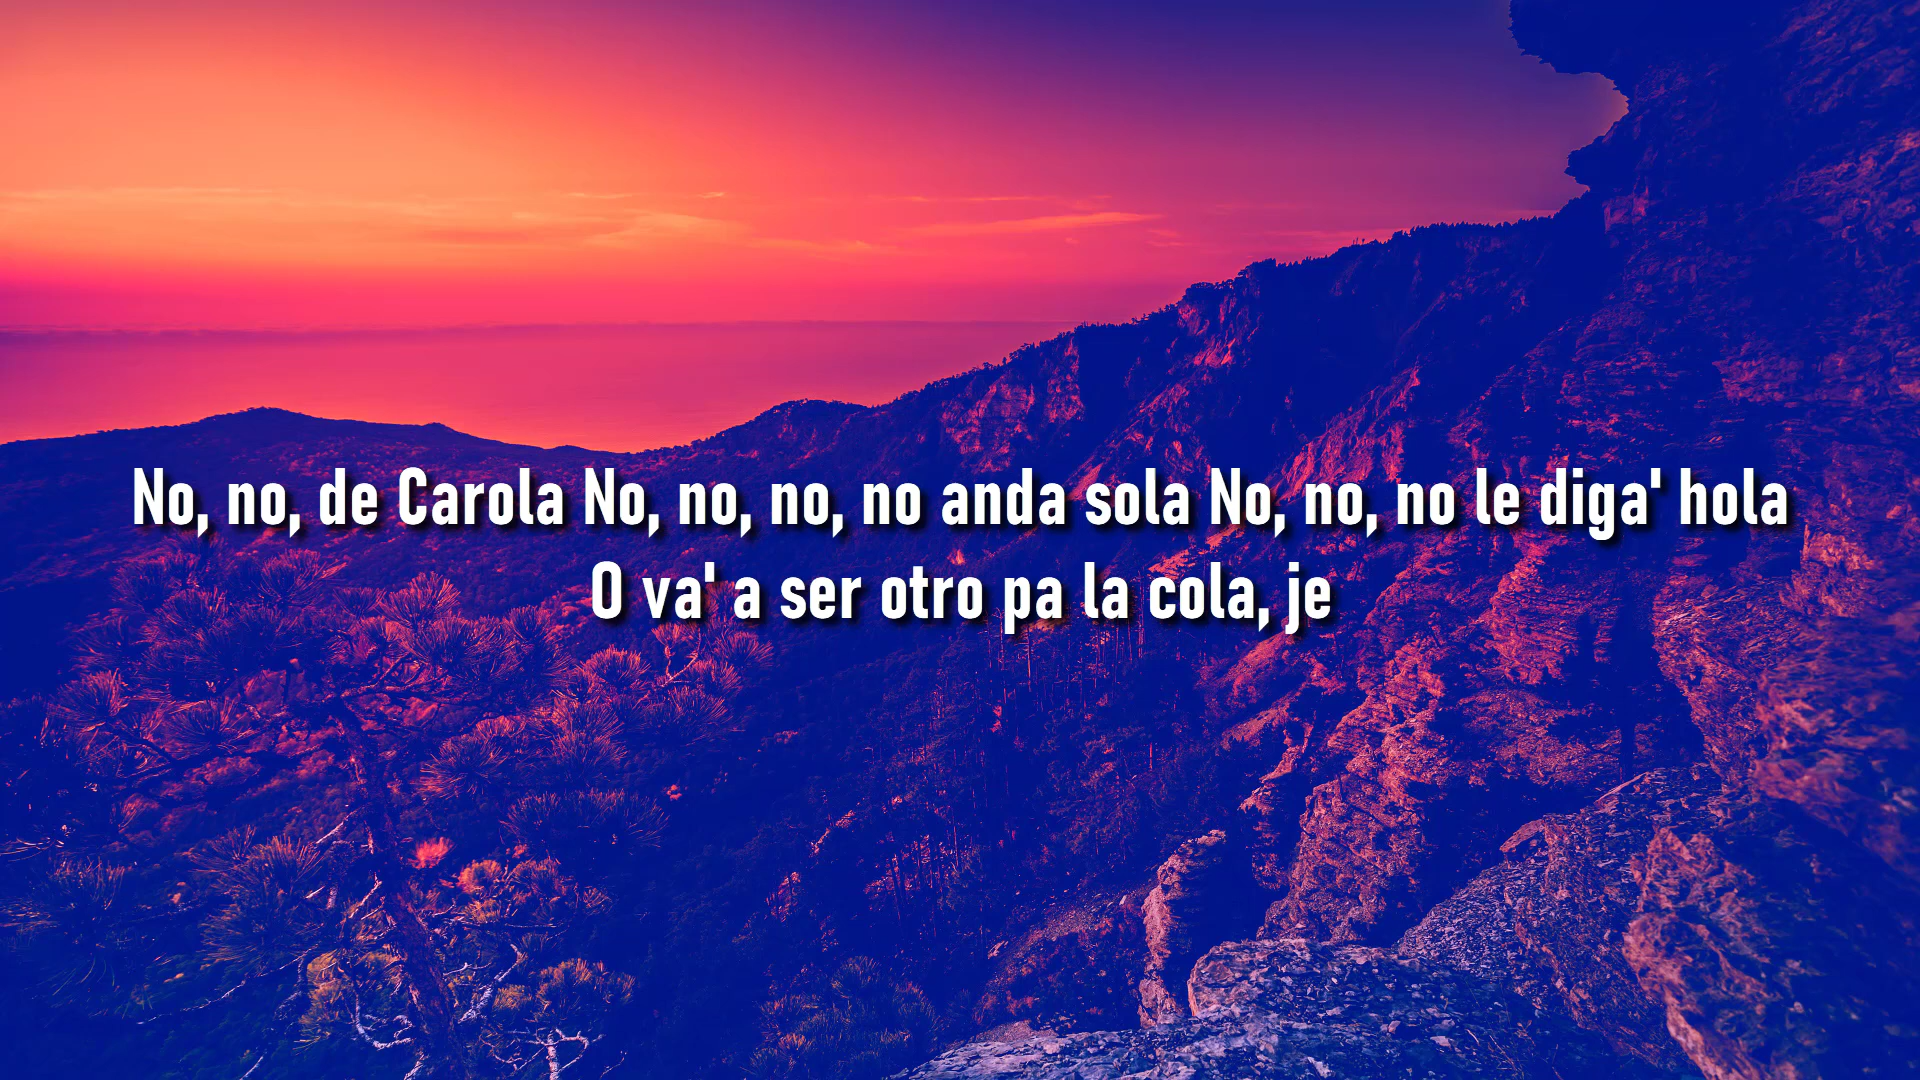 No, no, de Carola No, no, no, no anda sola No, no, no le diga' hola
O va' a ser otro pa la cola, je